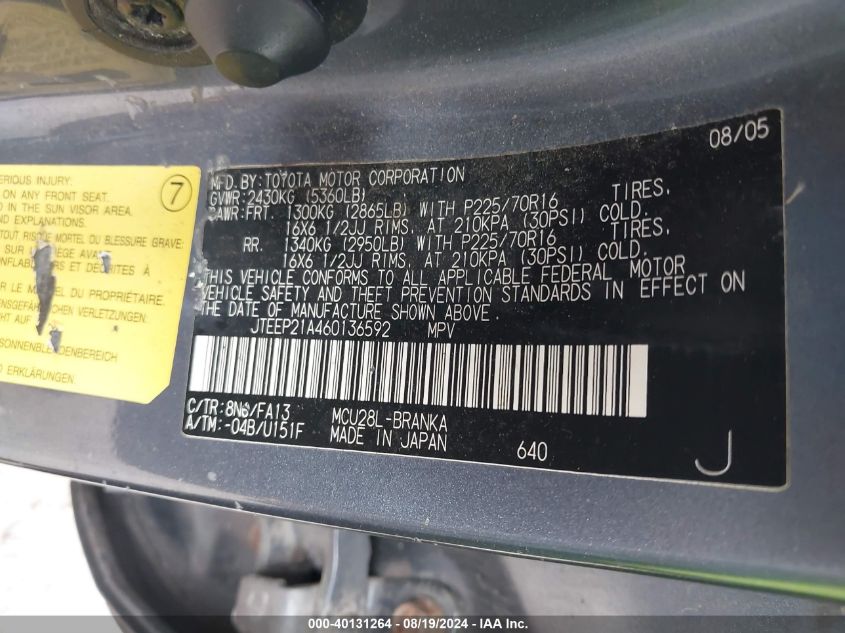 ERIOUS INJURY:
ON ANY FRONT SEAT.
D IN THE SUN VISOR AREA
AND EXPLANATIONS.
7
TOUT RISQUE MORTEL OU BLESSURE GRAVE:
SUR
MANUEL DU PROPRIÉTAIRE.
VERLETZUNGEN:
D ERKLÄRUNGEN
08/05
MFD. BY: TOYOTA MOTOR CORPORATION
GVWR: 2430KG (5360LB)
GAWR: FRT. 1300KG (2865LB) WITH P225/70R16 TIRES,
16X6 1/2JJ RIMS, AT 210KPA (30PSI) COLD.
RR. 1340KG (2950LB) WITH P225/70R16 TIRES,
16X6 1/2JJ RIMS, AT 210KPA (30PSI) COLD.
THIS VEHICLE CONFORMS TO ALL APPLICABLE FEDERAL MOTOR
VEHICLE SAFETY AND THEFT PREVENTION STANDARDS IN EFFECT ON
THE DATE OF MANUFACTURE SHOWN ABOVE.
JTEEP21A460136592 MPV
C/TR: 8N6/FA13 MCU28L-BRANKA
A/TM: -04B/U151F MADE IN JAPAN
640
J
000-40131264 - 08/19/2024 - IAA Inc.